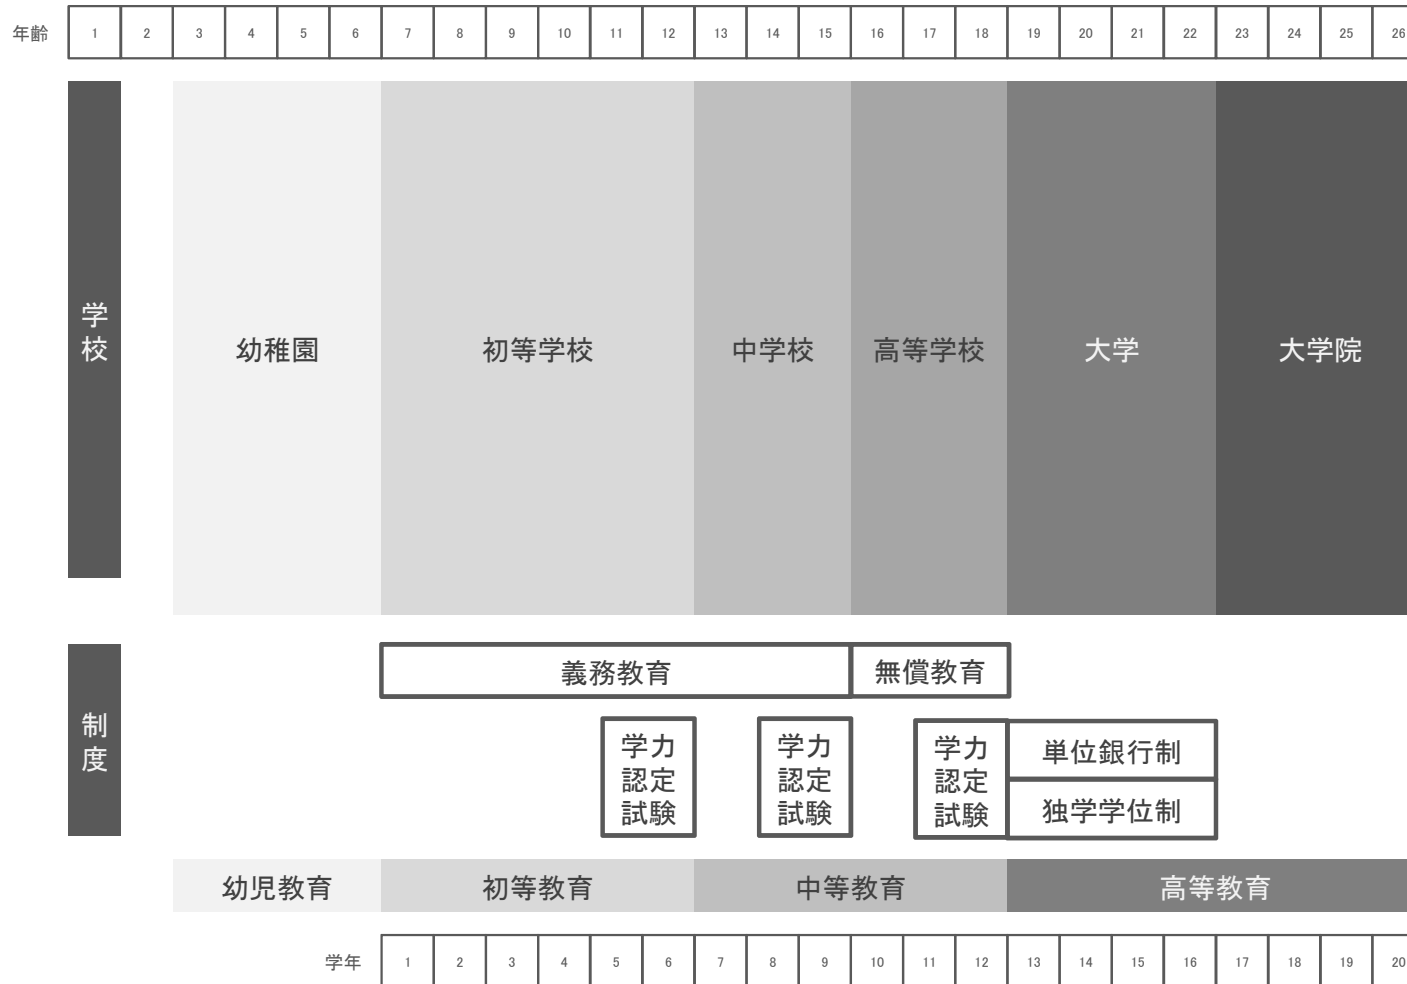 年齢 1 2 3 4 5 6 7 8 9 10 11 12 13 14 15 16 17 18 19 20 21 22 23 24 25 26
学校
幼稚園 初等学校 中学校 高等学校 大学 大学院
制度
義務教育 無償教育
学力
認定
試験
学力
認定
試験
学力
認定
試験
単位銀行制
独学学位制
幼児教育 初等教育 中等教育 高等教育
学年 1 2 3 4 5 6 7 8 9 10 11 12 13 14 15 16 17 18 19 20